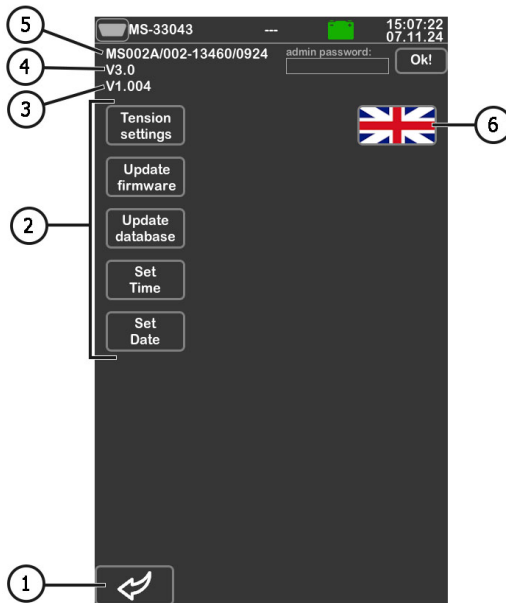 MS-33043 --- 15:07:22
07.11.24
MS002A/002-13460/0924 admin password: Ok!
V3.0
V1.004
Tension
settings
Update
firmware
Update
database
Set
Time
Set
Date
5
4
3
2
6
1